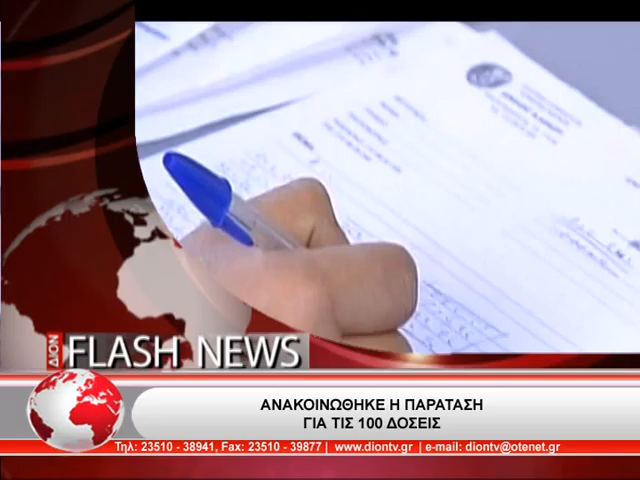 ΔΙΟΝ
FLASH NEWS
ΑΝΑΚΟΙΝΩΘΗΚΕ Η ΠΑΡΑΤΑΣΗ
ΓΙΑ ΤΙΣ 100 ΔΟΣΕΙΣ
Τηλ: 23510 - 38941, Fax: 23510 - 39877 | www.diontv.gr | e-mail: diontv@otenet.gr